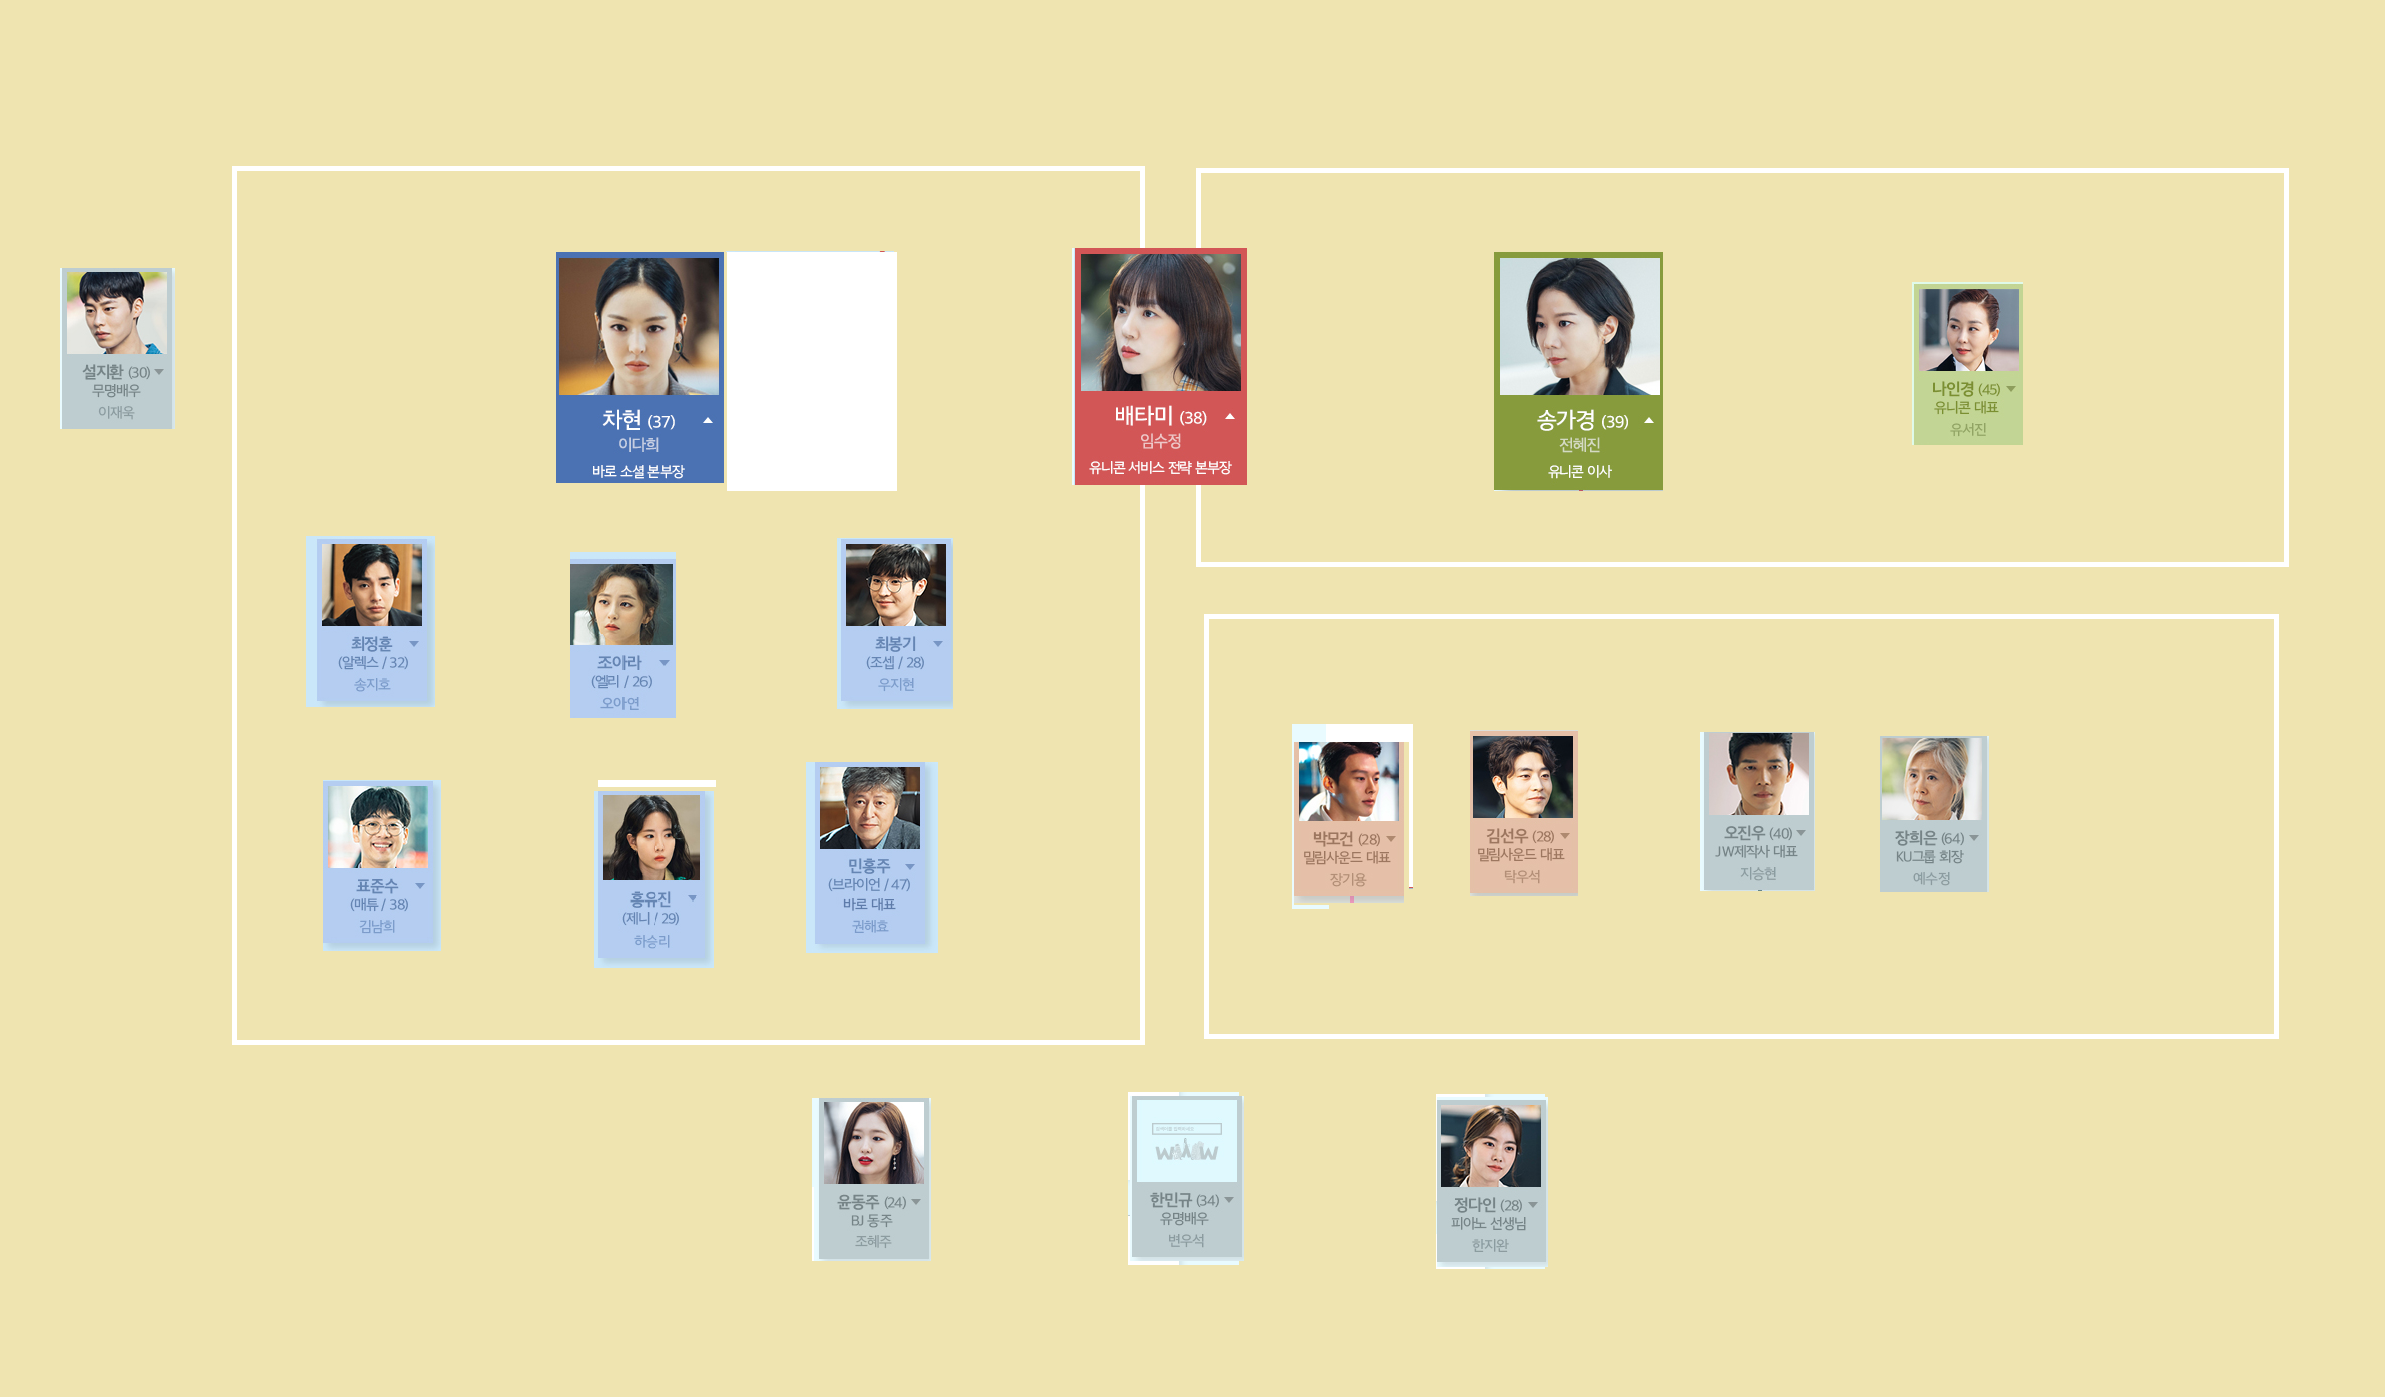 설지환 (30)
무명배우
이재욱
차현 (37)
이다희
바로 소셜 본부장
배타미 (38)
임수정
유니콘 서비스 전략 본부장
송가경 (39)
전혜진
유니콘 이사
나인경 (45)
유니콘 대표
유서진
최정훈
(알렉스 / 32)
송지호
조아라
(엘리 / 26)
오아연
최봉기
(조셉 / 28)
우지현
표준수
(매튜 / 38)
김남희
홍유진
(제니 / 29)
하승리
민홍주
(브라이언 / 47)
바로 대표
권해효
박모건 (28)
밀림사운드 대표
장기용
김선우 (28)
밀림사운드 대표
탁우석
오진우 (40)
JW제작사 대표
지승현
장희은 (64)
KU그룹 회장
예수정
윤동주 (24)
BJ 동주
조혜주
WWW
한민규 (34)
유명배우
변우석
정다인 (28)
피아노 선생님
한지완